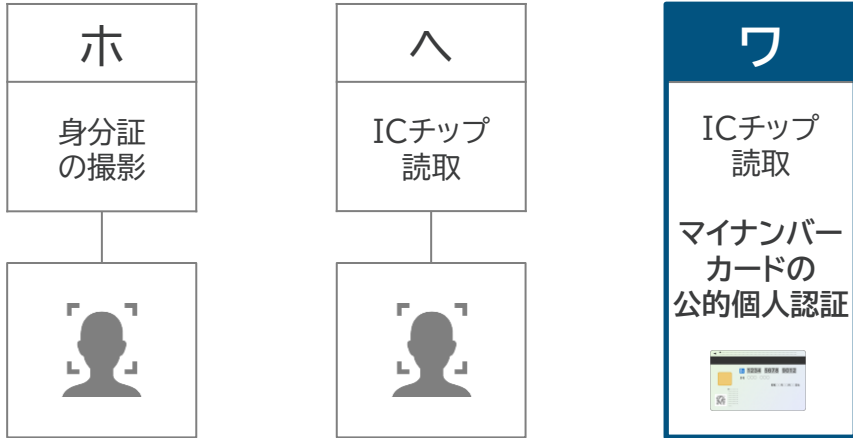 ホ
身分証
の撮影
ヘ
ICチップ
読取
ワ
ICチップ
読取
マイナンバー
カードの
公的個人認証